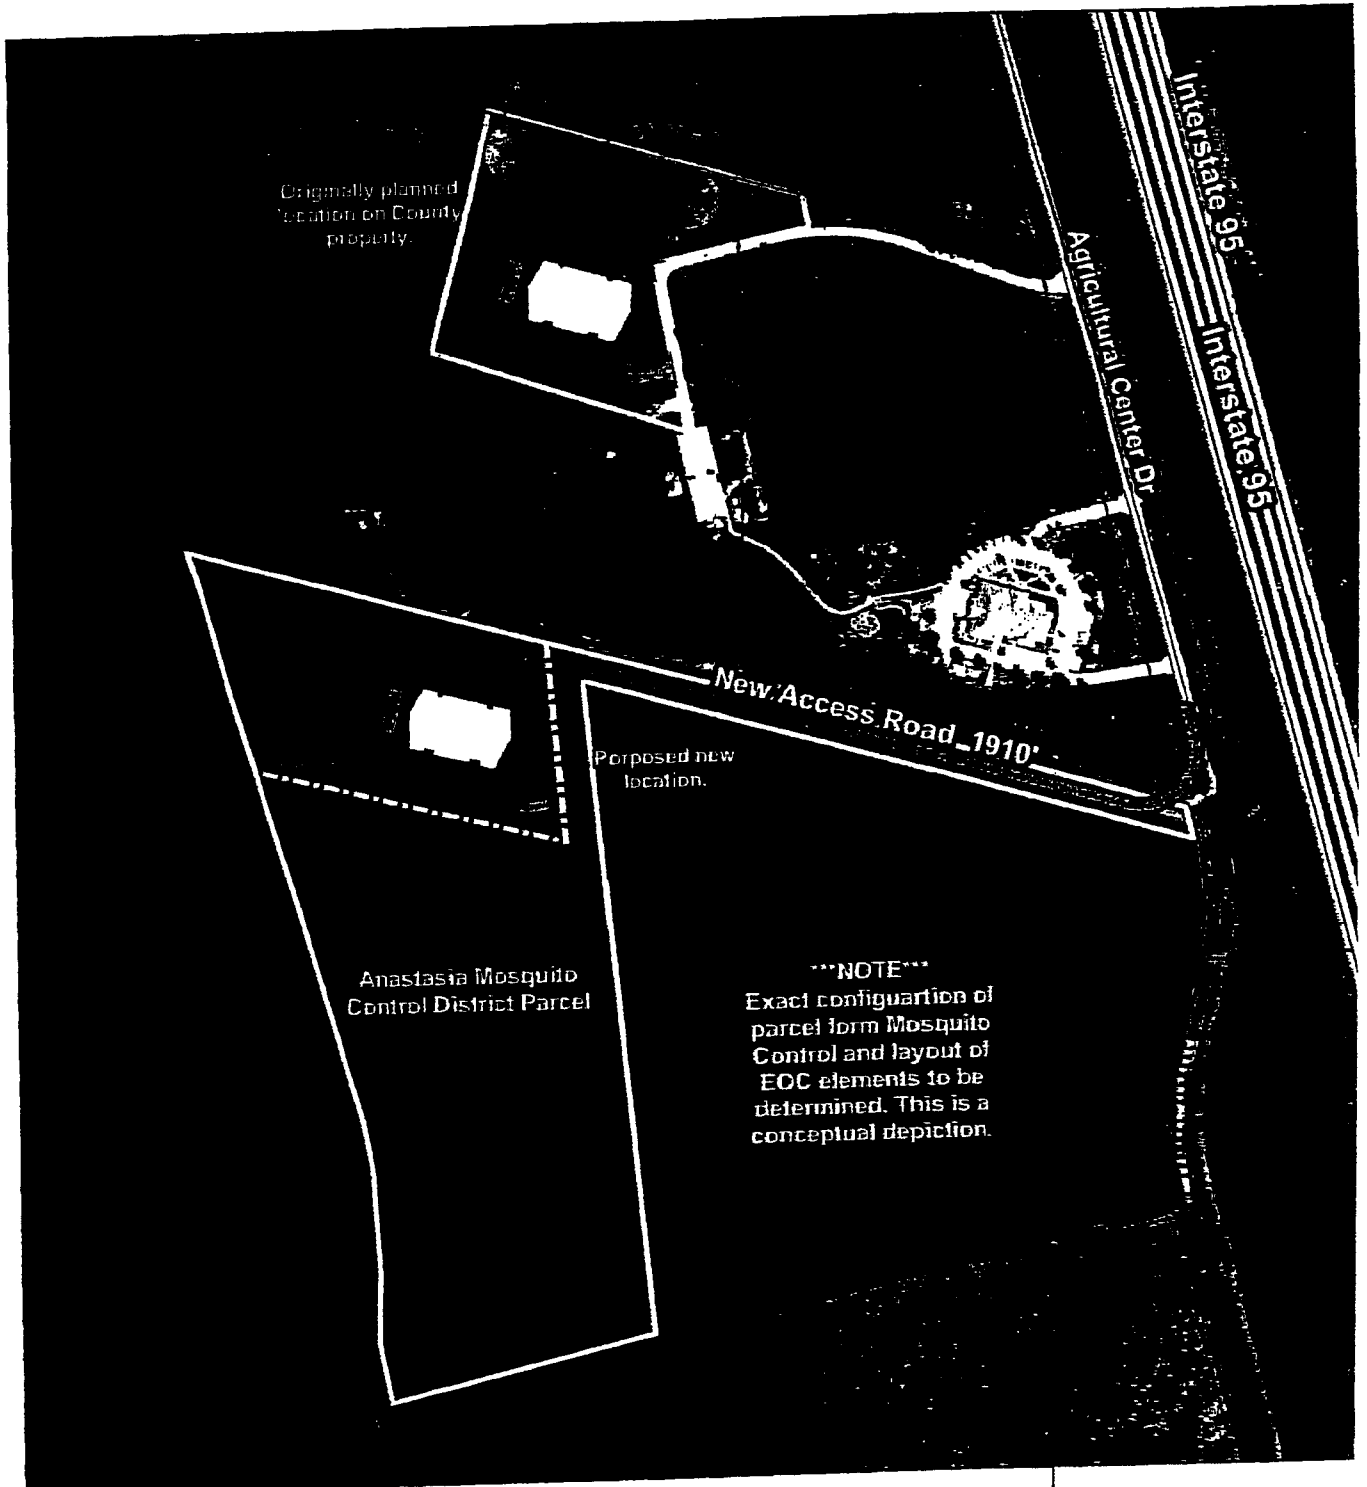 Interstate 95
Originally planned
location on County
property.
Agricultural Center Dr
Interstate 95
New Access Road 1910'
Porposed new
location.
Anastasia Mosquito
Control District Parcel
***NOTE***
Exact configuartion of
parcel form Mosquito
Control and layout of
EOC elements to be
determined. This is a
conceptual depiction.